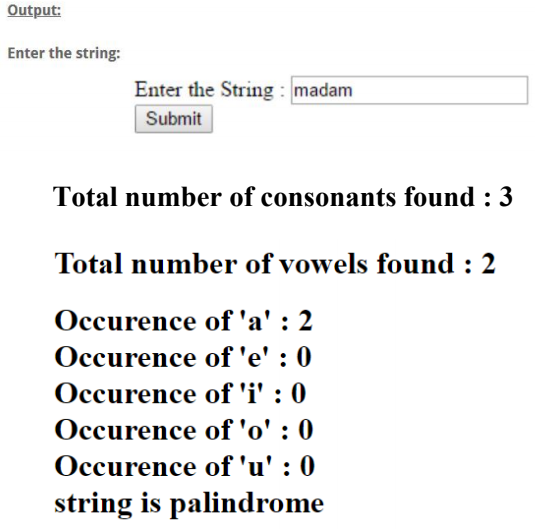 Output:
Enter the string:
Enter the String : madam
Submit
Total number of consonants found : 3
Total number of vowels found : 2
Occurence of 'a' : 2
Occurence of 'e' : 0
Occurence of 'i' : 0
Occurence of 'o' : 0
Occurence of 'u' : 0
string is palindrome